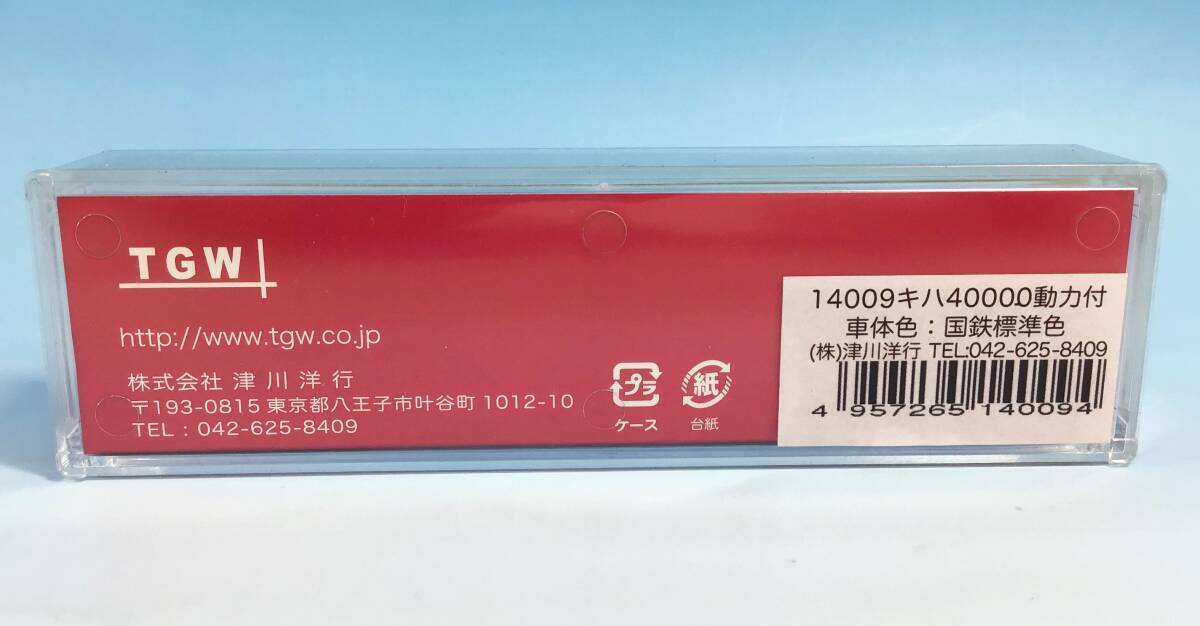 TGW
http://www.tgw.co.jp
株式会社 津川洋行
〒193-0815 東京都八王子市叶谷町 1012-10
TEL : 042-625-8409
プラ
ケース
紙
台紙
14009キハ40000動力付
車体色：国鉄標準色
(株)津川洋行 TEL:042-625-8409
4 957265 140094